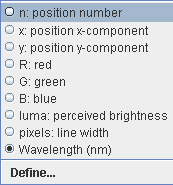 n: position number
x: position x-component
y: position y-component
R: red
G: green
B: blue
luma: perceived brightness
pixels: line width
Wavelength (nm)
Define...